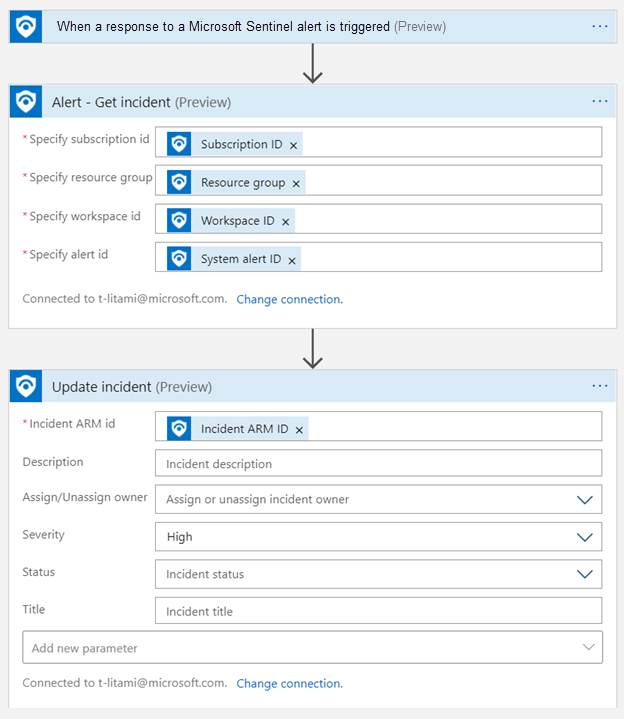 When a response to a Microsoft Sentinel alert is triggered (Preview)
Alert - Get incident (Preview)
* Specify subscription id
Subscription ID ×
* Specify resource group
Resource group ×
* Specify workspace id
Workspace ID ×
* Specify alert id
System alert ID ×
Connected to t-litami@microsoft.com. Change connection.
Update incident (Preview)
* Incident ARM id
Incident ARM ID ×
Description
Incident description
Assign/Unassign owner
Assign or unassign incident owner
Severity
High
Status
Incident status
Title
Incident title
Add new parameter
Connected to t-litami@microsoft.com. Change connection.